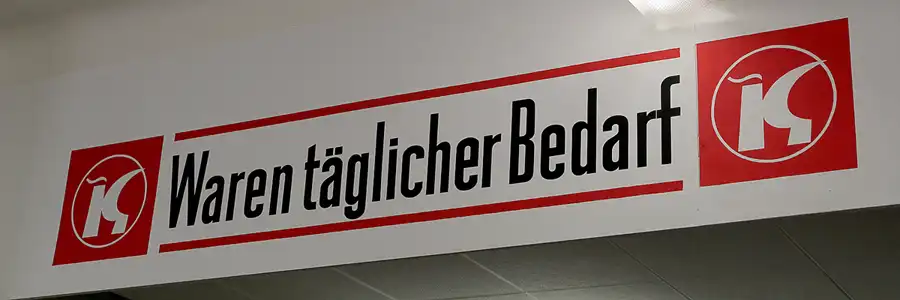 K Waren täglicher Bedarf K